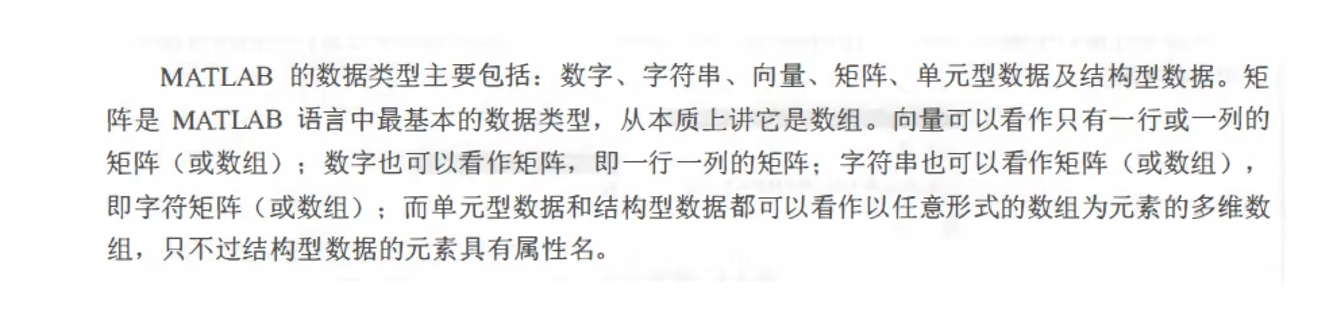 MATLAB 的数据类型主要包括：数字、字符串、向量、矩阵、单元型数据及结构型数据。矩
阵是 MATLAB 语言中最基本的数据类型，从本质上讲它是数组。向量可以看作只有一行或一列的
矩阵（或数组）；数字也可以看作矩阵，即一行一列的矩阵；字符串也可以看作矩阵（或数组），
即字符矩阵（或数组）；而单元型数据和结构型数据都可以看作以任意形式的数组为元素的多维数
组，只不过结构型数据的元素具有属性名。